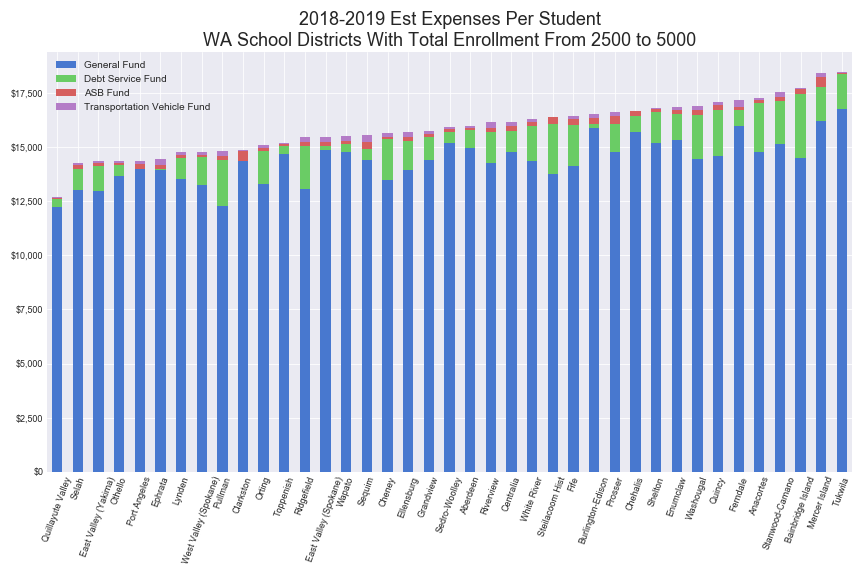 2018-2019 Est Expenses Per Student
WA School Districts With Total Enrollment From 2500 to 5000
General Fund
Debt Service Fund
ASB Fund
Transportation Vehicle Fund
$17,500
$15,000
$12,500
$10,000
$7,500
$5,000
$2,500
$0
Quillayute Valley
Selah
East Valley (Yakima)
Othello
Port Angeles
Ephrata
Lynden
West Valley (Spokane)
Pullman
Clarkston
Orting
Toppenish
Ridgefield
East Valley (Spokane)
Wapato
Sequim
Cheney
Ellensburg
Grandview
Sedro-Woolley
Aberdeen
Riverview
Centralia
White River
Steilacoom Hist
Fife
Burlington-Edison
Prosser
Chehalis
Shelton
Enumclaw
Washougal
Quincy
Ferndale
Anacortes
Stanwood-Camano
Bainbridge Island
Mercer Island
Tukwila